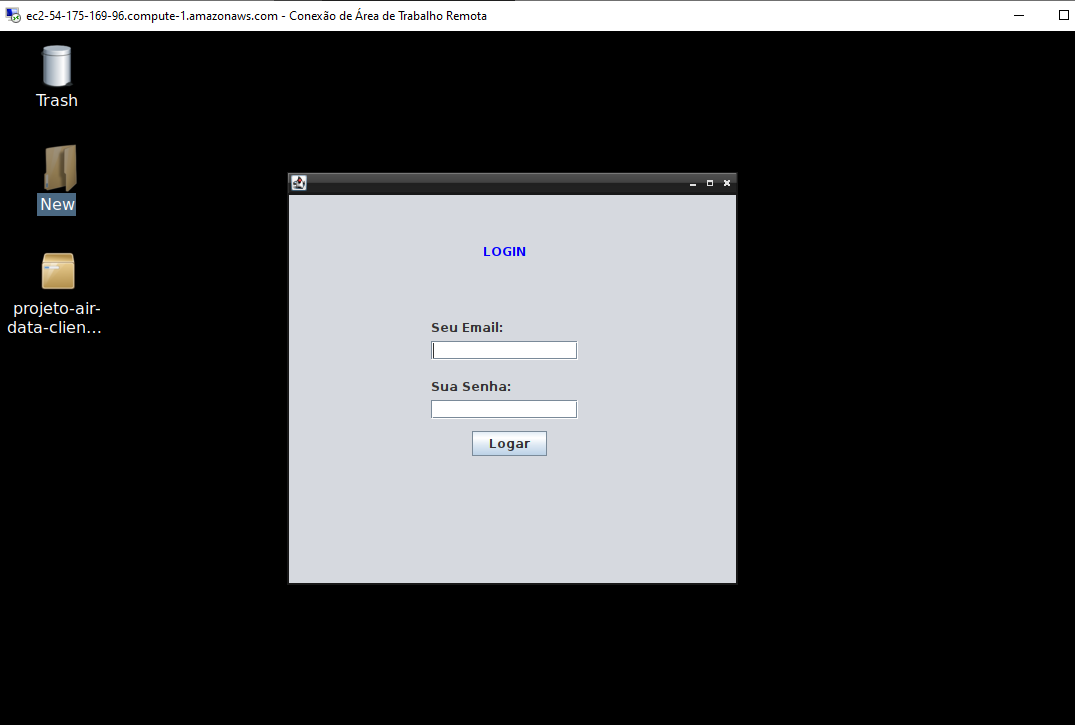 ec2-54-175-169-96.compute-1.amazonaws.com - Conexão de Área de Trabalho Remota
Trash
New
projeto-air-
data-clien...
LOGIN
Seu Email:
Sua Senha:
Logar